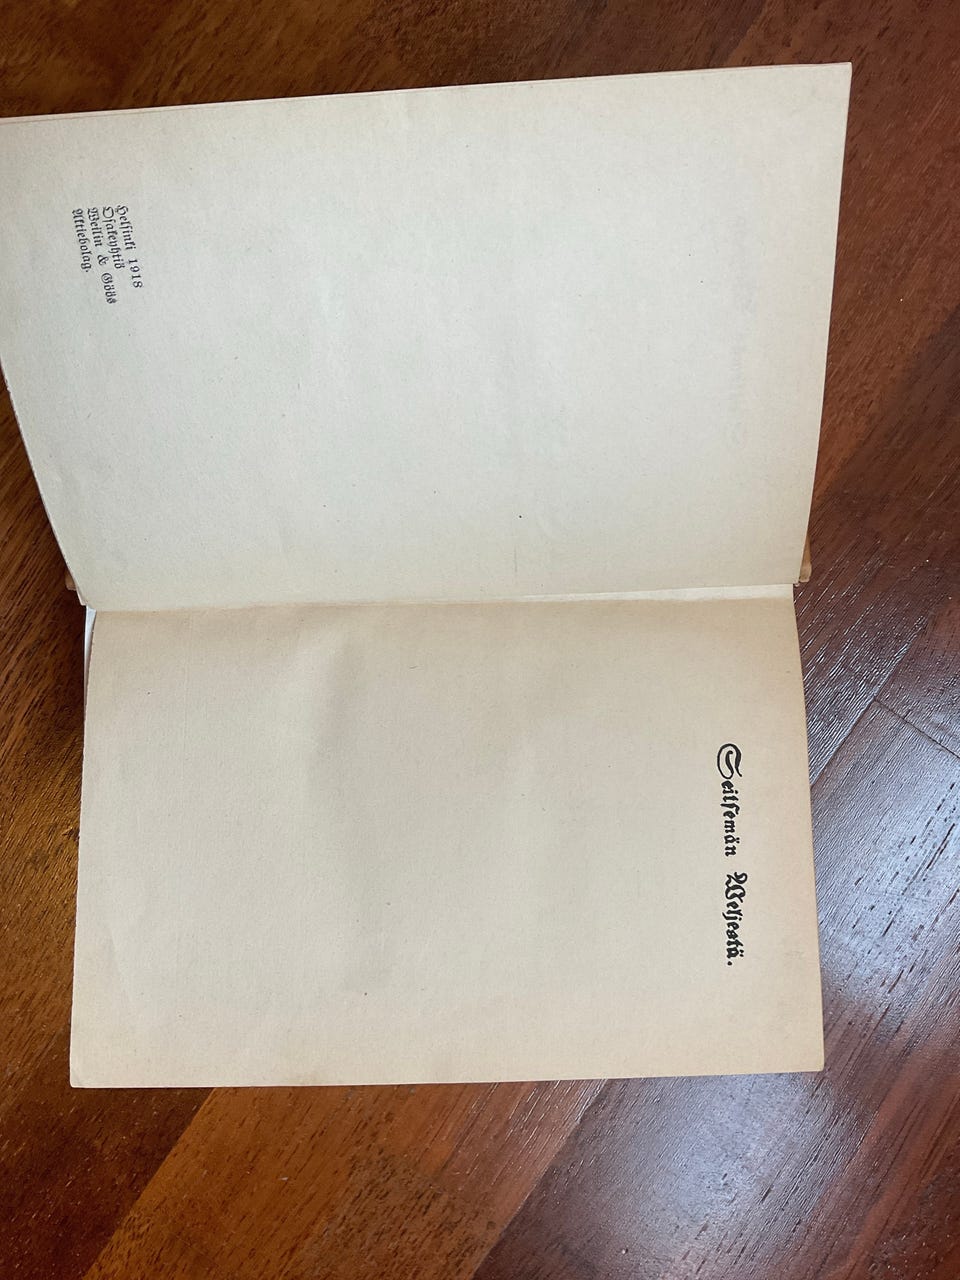 Helsinki 1918
Osakeyhtiö
Weilin & Göös
Aktiebolag.
Seitsemän Weljestä.